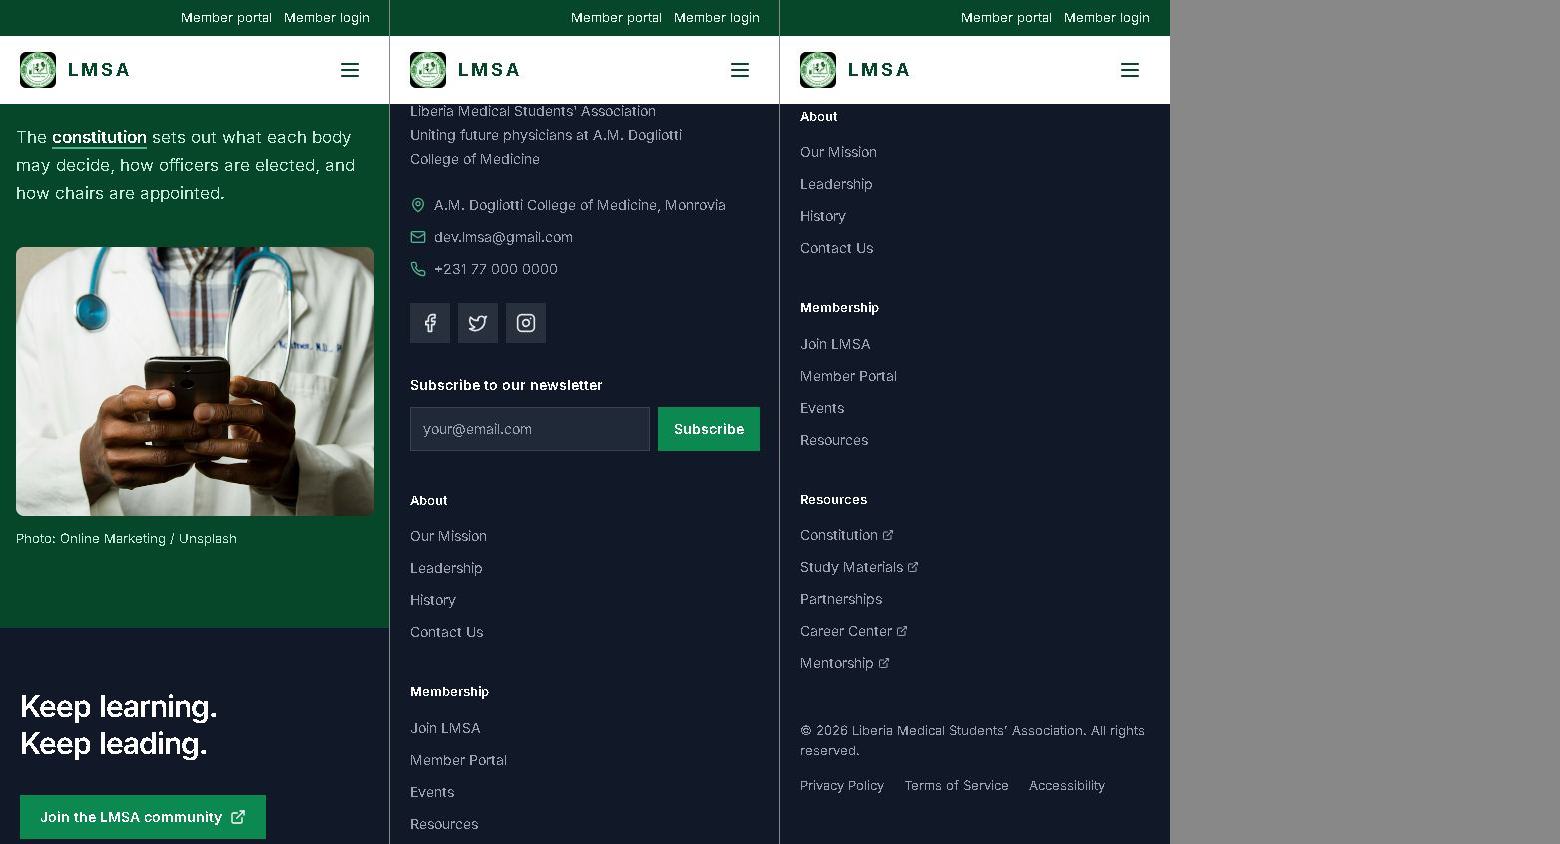 Member portal Member login
LMSA
The constitution sets out what each body
may decide, how officers are elected, and
how chairs are appointed.
Photo: Online Marketing / Unsplash
Keep learning.
Keep leading.
Join the LMSA community
Member portal Member login
LMSA
Liberia Medical Students' Association
Uniting future physicians at A.M. Dogliotti
College of Medicine
A.M. Dogliotti College of Medicine, Monrovia
dev.lmsa@gmail.com
+231 77 000 0000
Subscribe to our newsletter
your@email.com
Subscribe
About
Our Mission
Leadership
History
Contact Us
Membership
Join LMSA
Member Portal
Events
Resources
Member portal Member login
LMSA
About
Our Mission
Leadership
History
Contact Us
Membership
Join LMSA
Member Portal
Events
Resources
Resources
Constitution
Study Materials
Partnerships
Career Center
Mentorship
© 2026 Liberia Medical Students' Association. All rights
reserved.
Privacy Policy Terms of Service Accessibility